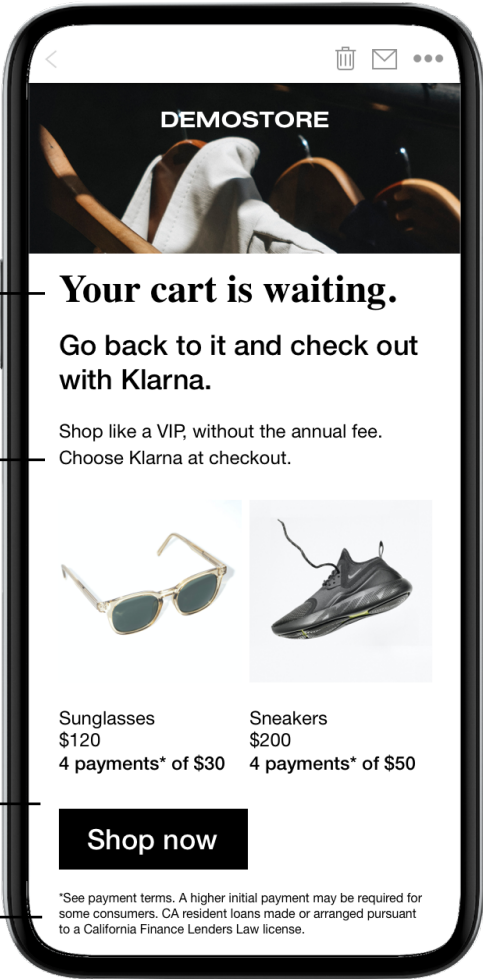 DEMOSTORE
Your cart is waiting.
Go back to it and check out
with Klarna.
Shop like a VIP, without the annual fee.
Choose Klarna at checkout.
Sunglasses
$120
4 payments* of $30
Sneakers
$200
4 payments* of $50
Shop now
*See payment terms. A higher initial payment may be required for
some consumers. CA resident loans made or arranged pursuant
to a California Finance Lenders Law license.